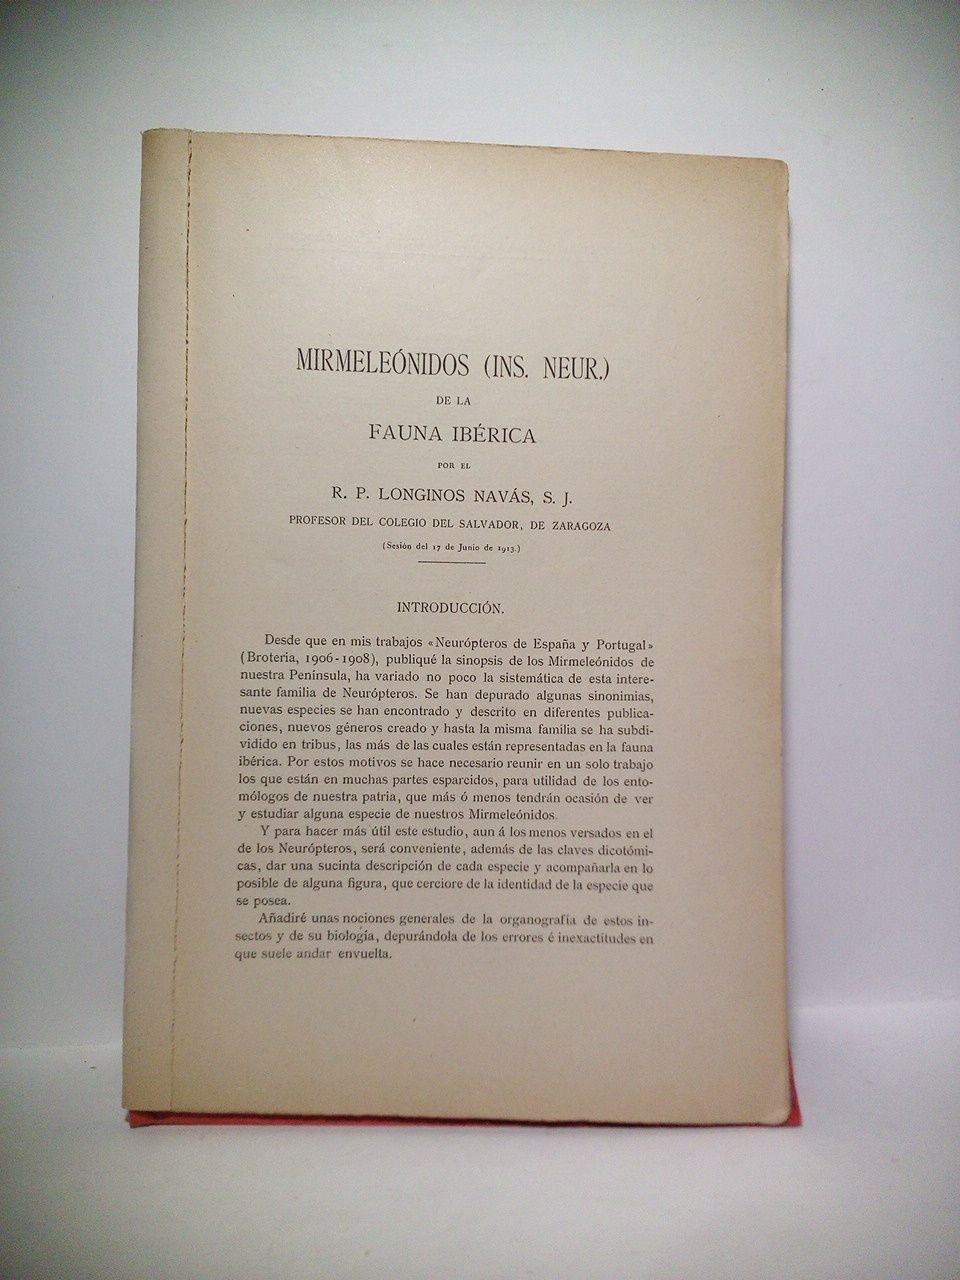 MIRMELEÓNIDOS (INS. NEUR.)
DE LA
FAUNA IBÉRICA
POR EL
R. P. LONGINOS NAVÁS, S. J.
PROFESOR DEL COLEGIO DEL SALVADOR, DE ZARAGOZA
(Sesión del 17 de Junio de 1913.)
INTRODUCCIÓN.
Desde que en mis trabajos «Neurópteros de España y Portugal»
(Broteria, 1906-1908), publiqué la sinopsis de los Mirmeleónidos de
nuestra Península, ha variado no poco la sistemática de esta intere-
sante familia de Neurópteros. Se han depurado algunas sinonimias,
nuevas especies se han encontrado y descrito en diferentes publica-
ciones, nuevos géneros creado y hasta la misma familia se ha subdi-
vidido en tribus, las más de las cuales están representadas en la fauna
ibérica. Por estos motivos se hace necesario reunir en un solo trabajo
los que están en muchas partes esparcidos, para utilidad de los ento-
mólogos de nuestra patria, que más ó menos tendrán ocasión de ver
y estudiar alguna especie de nuestros Mirmeleónidos.
Y para hacer más útil este estudio, aun á los menos versados en el
de los Neurópteros, será conveniente, además de las claves dicotómi-
cas, dar una sucinta descripción de cada especie y acompañarla en lo
posible de alguna figura, que cerciore de la identidad de la especie que
se posea.
Añadiré unas nociones generales de la organografía de estos in-
sectos y de su biología, depurándola de los errores é inexactitudes en
que suele andar envuelta.